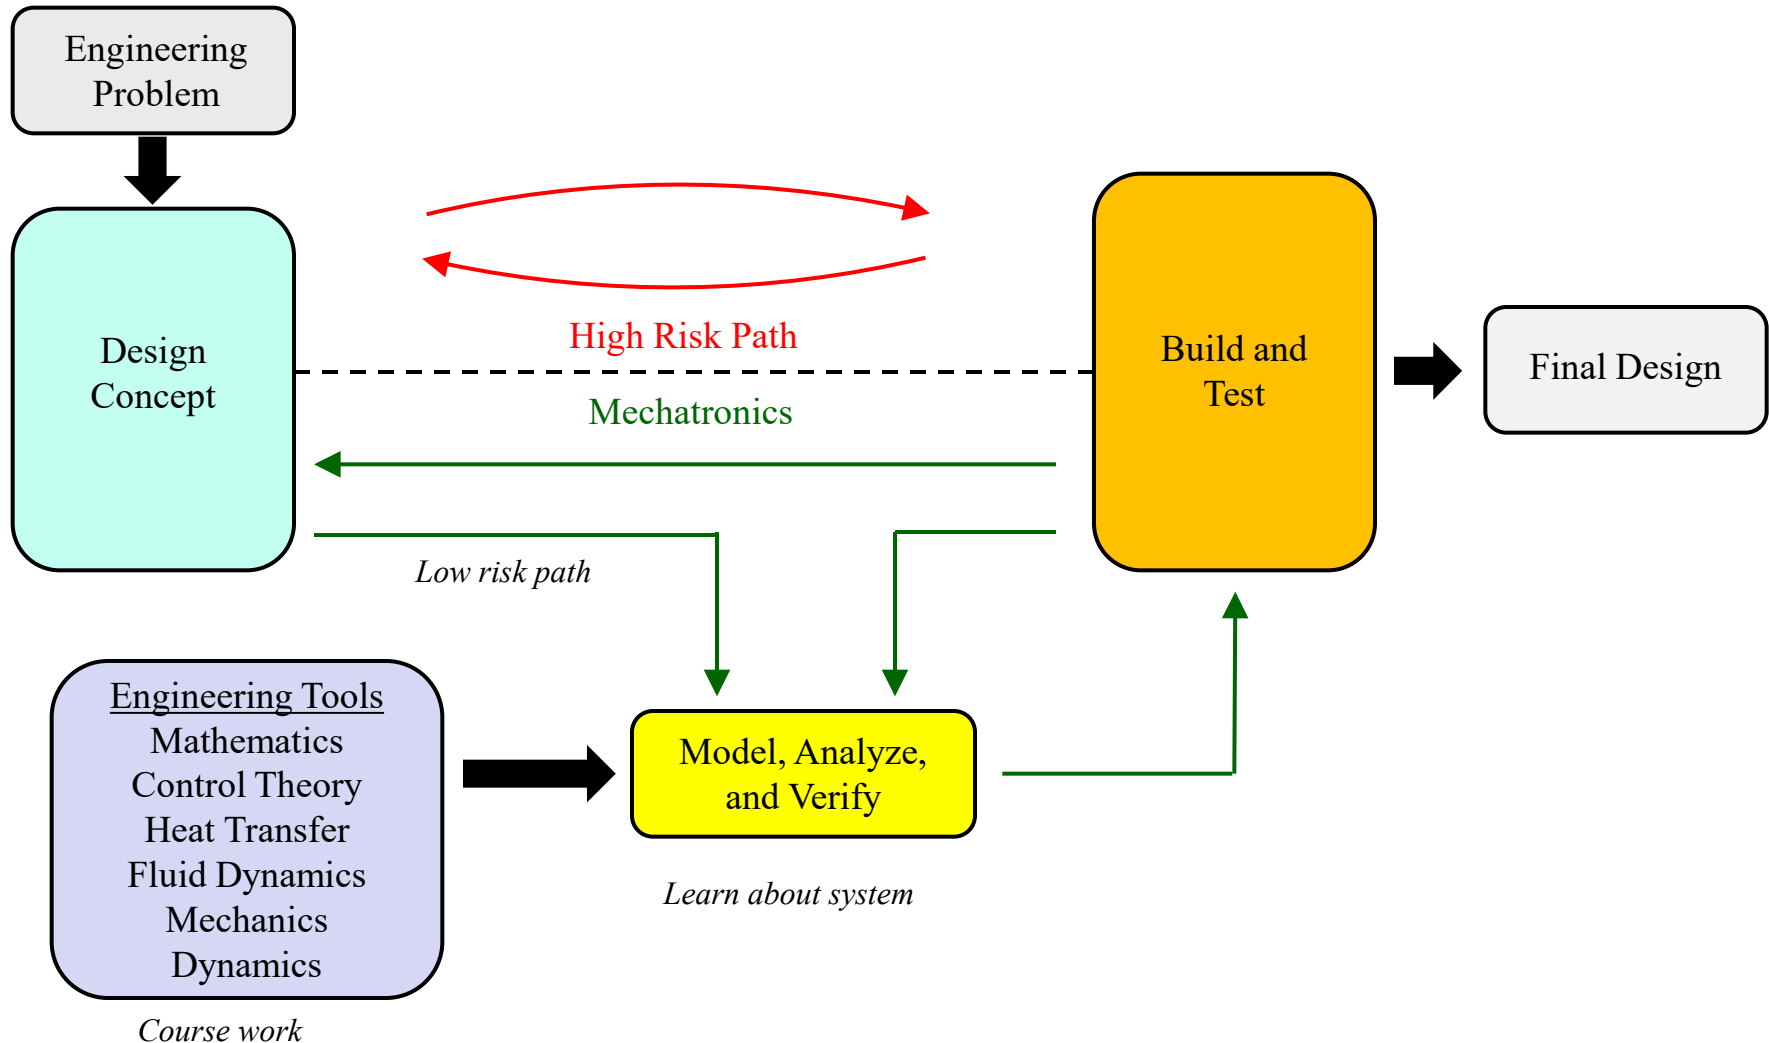 Engineering
Problem
Design
Concept
High Risk Path
Mechatronics
Build and
Test
Final Design
Low risk path
Engineering Tools
Mathematics
Control Theory
Heat Transfer
Fluid Dynamics
Mechanics
Dynamics
Course work
Model, Analyze,
and Verify
Learn about system